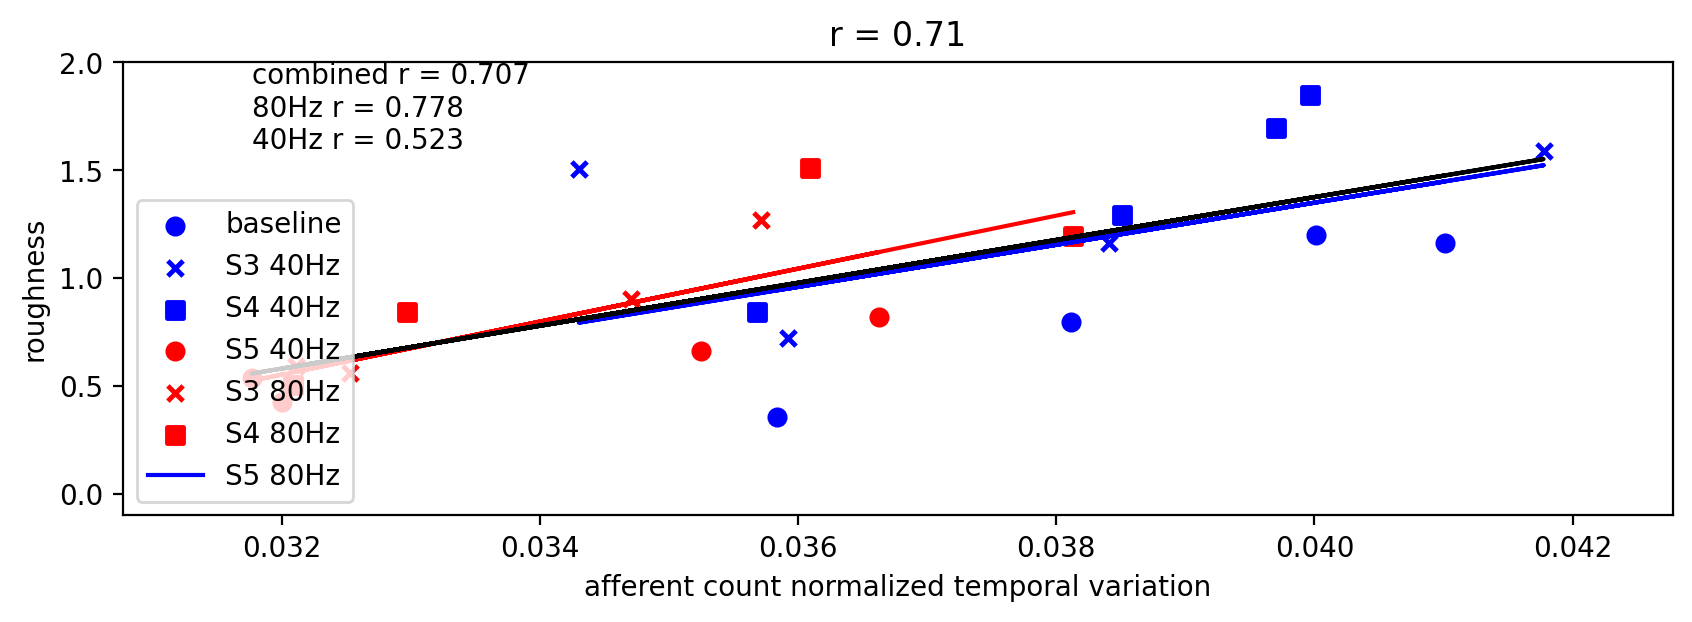 r = 0.71
combined r = 0.707
80Hz r = 0.778
40Hz r = 0.523
2.0
1.5
1.0
0.5
0.0
roughness
baseline
S3 40Hz
S4 40Hz
S5 40Hz
S3 80Hz
S4 80Hz
S5 80Hz
0.032 0.034 0.036 0.038 0.040 0.042
afferent count normalized temporal variation